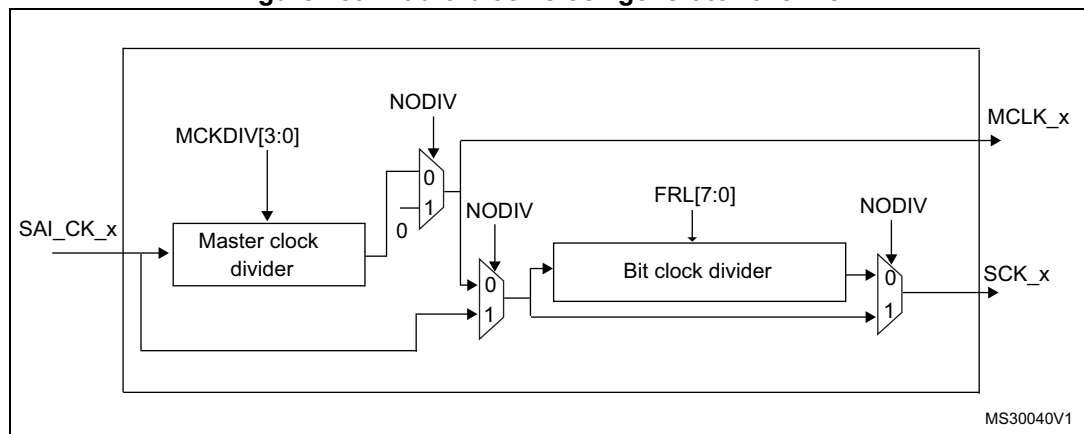 NODIV
MCLK_x
MCKDIV[3:0]
0
1
0
NODIV
FRL[7:0]
NODIV
SAI_CK_x
Master clock
divider
Bit clock divider
0
1
0
1
SCK_x
MS30040V1